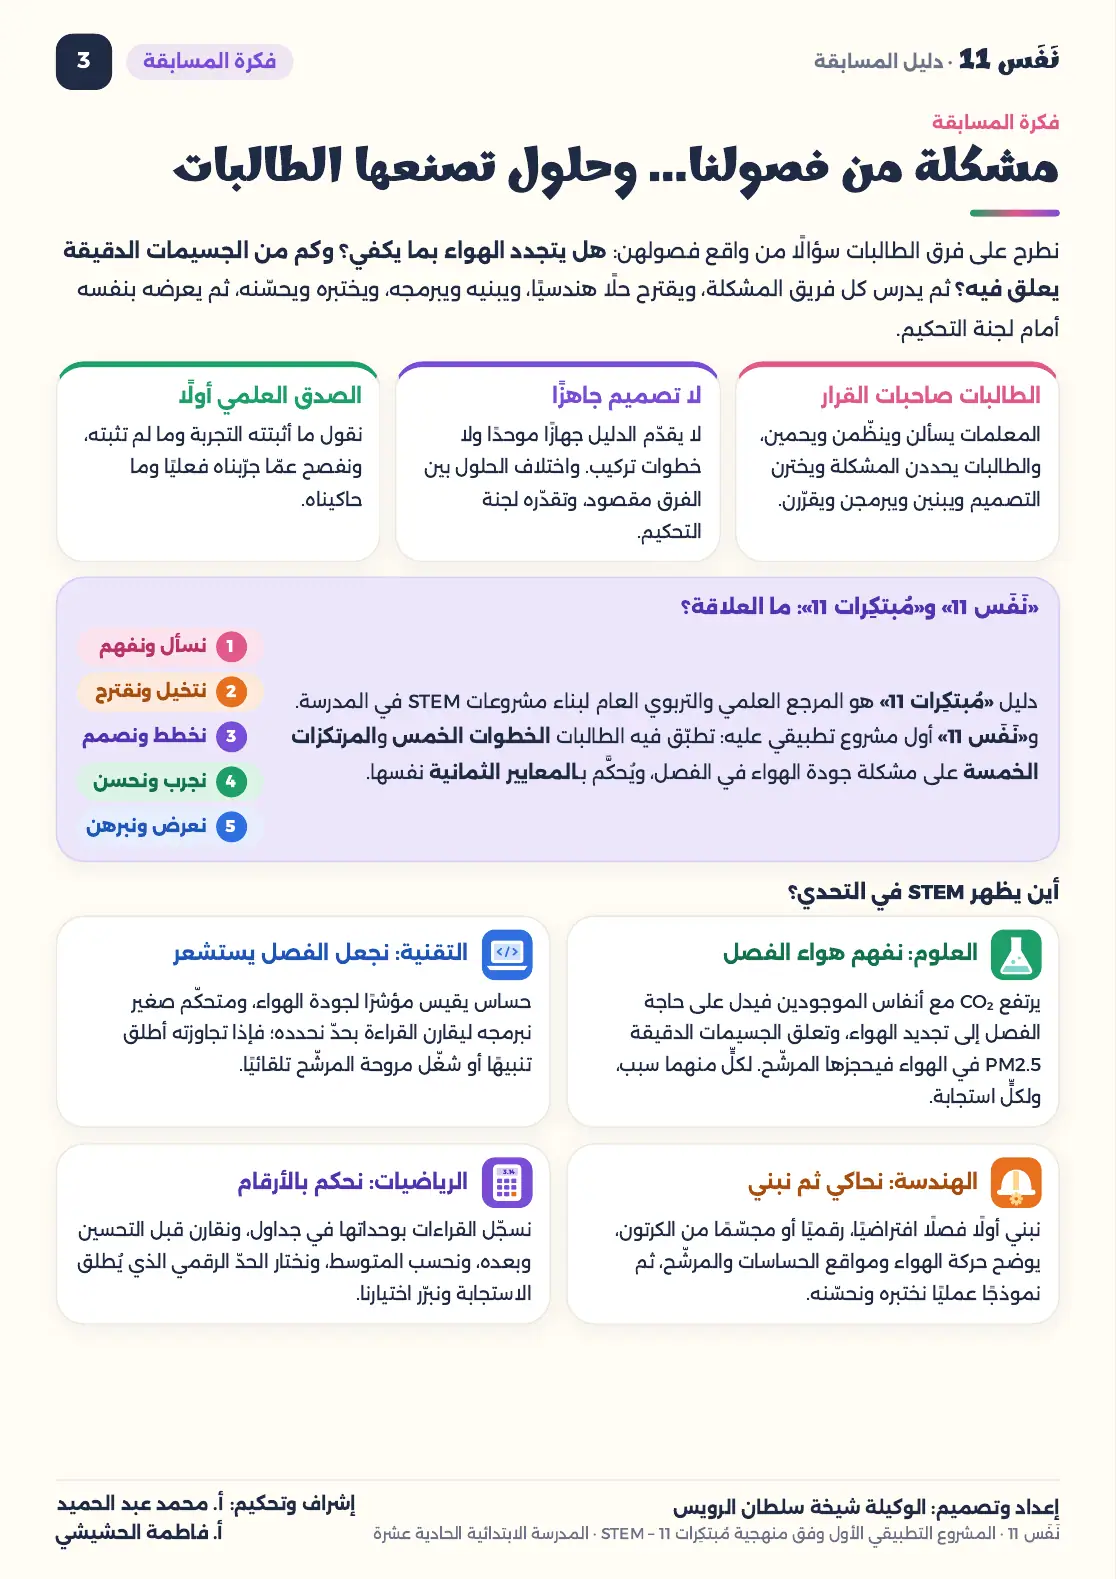 نَفَس 11 · دليل المسابقة
فكرة المسابقة
3
فكرة المسابقة
مشكلة من فصولنا... وحلول تصنعها الطالبات
نطرح على فرق الطالبات سؤالًا من واقع فصولهن: هل يتجدد الهواء بما يكفي؟ وكم من الجسيمات الدقيقة
يعلق فيه؟ ثم يدرس كل فريق المشكلة، ويقترح حلًا هندسيًا، ويبنيه ويبرمجه، ويختبره ويحسّنه، ثم يعرضه بنفسه
أمام لجنة التحكيم.
الطالبات صاحبات القرار
المعلمات يسألن وينظّمن ويحمين،
والطالبات يحددن المشكلة ويخترن
التصميم ويبنين ويبرمجن ويقرّرن.
لا تصميم جاهزًا
لا يقدّم الدليل جهازًا موحدًا ولا
خطوات تركيب. واختلاف الحلول بين
الفرق مقصود، وتقدّره لجنة
التحكيم.
الصدق العلمي أولًا
نقول ما أثبتته التجربة وما لم تثبته،
ونفصح عمّا جرّبناه فعليًا وما
حاكيناه.
«نَفَس 11» و«مُبتكِرات 11»: ما العلاقة؟
دليل «مُبتكِرات 11» هو المرجع العلمي والتربوي العام لبناء مشروعات STEM في المدرسة.
و«نَفَس 11» أول مشروع تطبيقي عليه: تطبّق فيه الطالبات الخطوات الخمس والمرتكزات
الخمسة على مشكلة جودة الهواء في الفصل، ويُحكَّم بـالمعايير الثمانية نفسها.
1 نسأل ونفهم
2 نتخيل ونقترح
3 نخطط ونصمم
4 نجرب ونحسن
5 نعرض ونبرهن
أين يظهر STEM في التحدي؟
العلوم: نفهم هواء الفصل
يرتفع CO₂ مع أنفاس الموجودين فيدل على حاجة
الفصل إلى تجديد الهواء، وتعلق الجسيمات الدقيقة
PM2.5 في الهواء فيحجزها المرشّح. لكلٍّ منهما سبب،
ولكلٍّ استجابة.
</> التقنية: نجعل الفصل يستشعر
حساس يقيس مؤشرًا لجودة الهواء، ومتحكّم صغير
نبرمجه ليقارن القراءة بحدّ نحدده؛ فإذا تجاوزته أطلق
تنبيهًا أو شغّل مروحة المرشّح تلقائيًا.
الهندسة: نحاكي ثم نبني
نبني أولًا فصلًا افتراضيًا، رقميًا أو مجسّمًا من الكرتون،
يوضح حركة الهواء ومواقع الحساسات والمرشّح، ثم
نموذجًا عمليًا نختبره ونحسّنه.
3.14 الرياضيات: نحكم بالأرقام
نسجّل القراءات بوحداتها في جداول، ونقارن قبل التحسين
وبعده، ونحسب المتوسط، ونختار الحدّ الرقمي الذي يُطلق
الاستجابة ونبرّر اختيارنا.
إعداد وتصميم: الوكيلة شيخة سلطان الرويس
نَفَس 11 · المشروع التطبيقي الأول وفق منهجية مُبتكِرات 11 – STEM · المدرسة الابتدائية الحادية عشرة
إشراف وتحكيم: أ. محمد عبد الحميد
أ. فاطمة الحشيشي